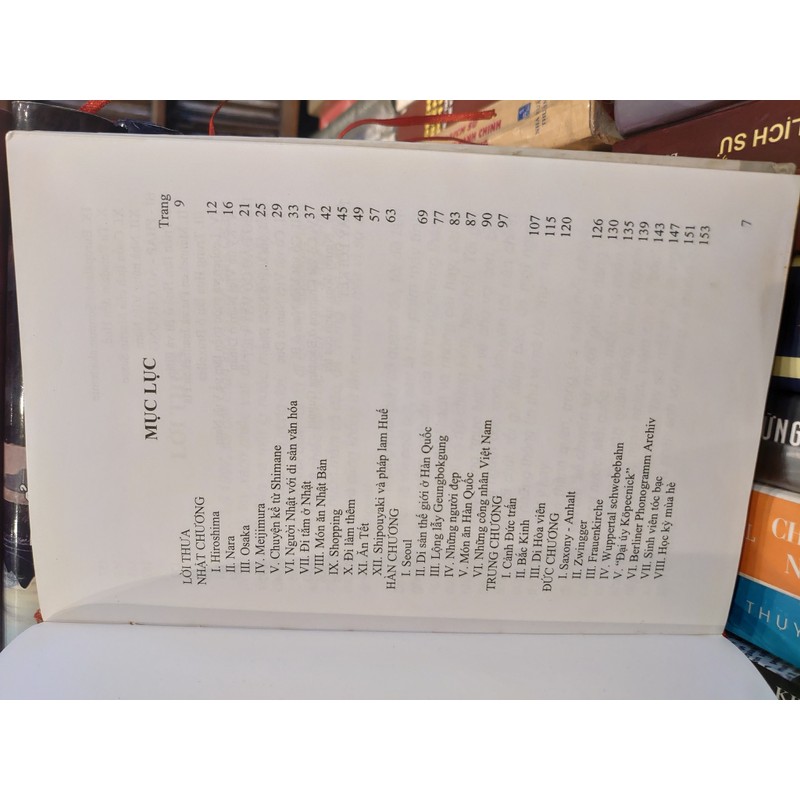 MỤC LỤC
Trang
LỜI THƯA 9
NHẬT CHƯƠNG
I. Hiroshima 12
II. Nara 16
III. Osaka 21
IV. Meijimura 25
V. Chuyện kể từ Shimane 29
VI. Người Nhật với di sản văn hóa 33
VII. Đi tắm ở Nhật 37
VIII. Món ăn Nhật Bản 42
IX. Shopping 45
X. Đi làm thêm 49
XI. Ăn Tết 57
XII. Shipouyaki và pháp lam Huế 63
HÀN CHƯƠNG
I. Seoul 69
II. Di sản thế giới ở Hàn Quốc 77
III. Lộng lẫy Geungbokgung 83
IV. Những người đẹp 87
V. Món ăn Hàn Quốc 90
VI. Những công nhân Việt Nam 97
TRUNG CHƯƠNG
I. Cảnh Đức trấn 107
II. Bắc Kinh 115
III. Di Hòa viên 120
ĐỨC CHƯƠNG
I. Saxony - Anhalt 126
II. Zwingger 130
III. Frauenkirche 135
IV. Wuppertal schwebebahn 139
V. “Đại úy Köpecnick” 143
VI. Berliner Phonogramm Archiv 147
VII. Sinh viên tóc bạc 151
VIII. Học kỳ mùa hè 153
7
LỊCH SỬ
ỨNG
CH
N
THUY